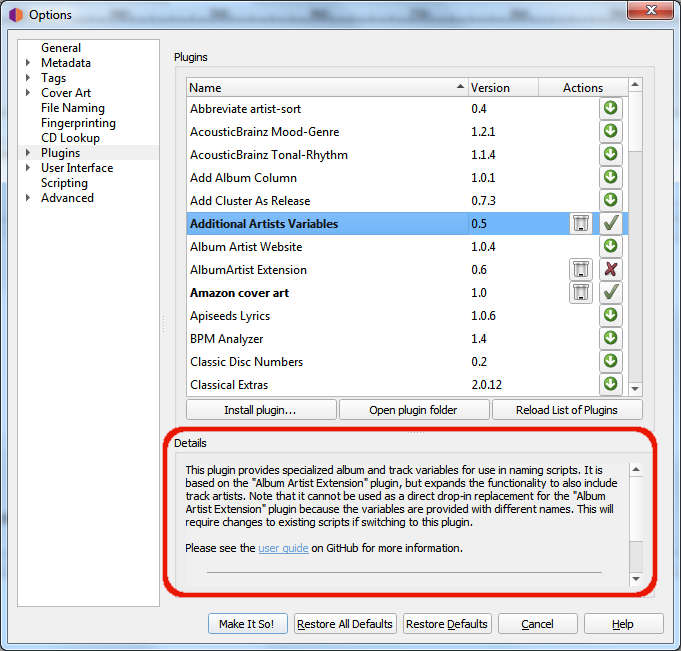 Options
General
Metadata
Tags
Cover Art
File Naming
Fingerprinting
CD Lookup
Plugins
User Interface
Scripting
Advanced
Plugins
Name Version Actions
Abbreviate artist-sort 0.4
AcousticBrainz Mood-Genre 1.2.1
AcousticBrainz Tonal-Rhythm 1.1.4
Add Album Column 1.0.1
Add Cluster As Release 0.7.3
Additional Artists Variables 0.5
Album Artist Website 1.0.4
AlbumArtist Extension 0.6
Amazon cover art 1.0
Apiseeds Lyrics 1.0.6
BPM Analyzer 1.4
Classic Disc Numbers 0.2
Classical Extras 2.0.12
Install plugin... Open plugin folder Reload List of Plugins
Details
This plugin provides specialized album and track variables for use in naming scripts. It is
based on the "Album Artist Extension" plugin, but expands the functionality to also include
track artists. Note that it cannot be used as a direct drop-in replacement for the "Album
Artist Extension" plugin because the variables are provided with different names. This will
require changes to existing scripts if switching to this plugin.
Please see the user guide on GitHub for more information.
Make It So! Restore All Defaults Restore Defaults Cancel Help